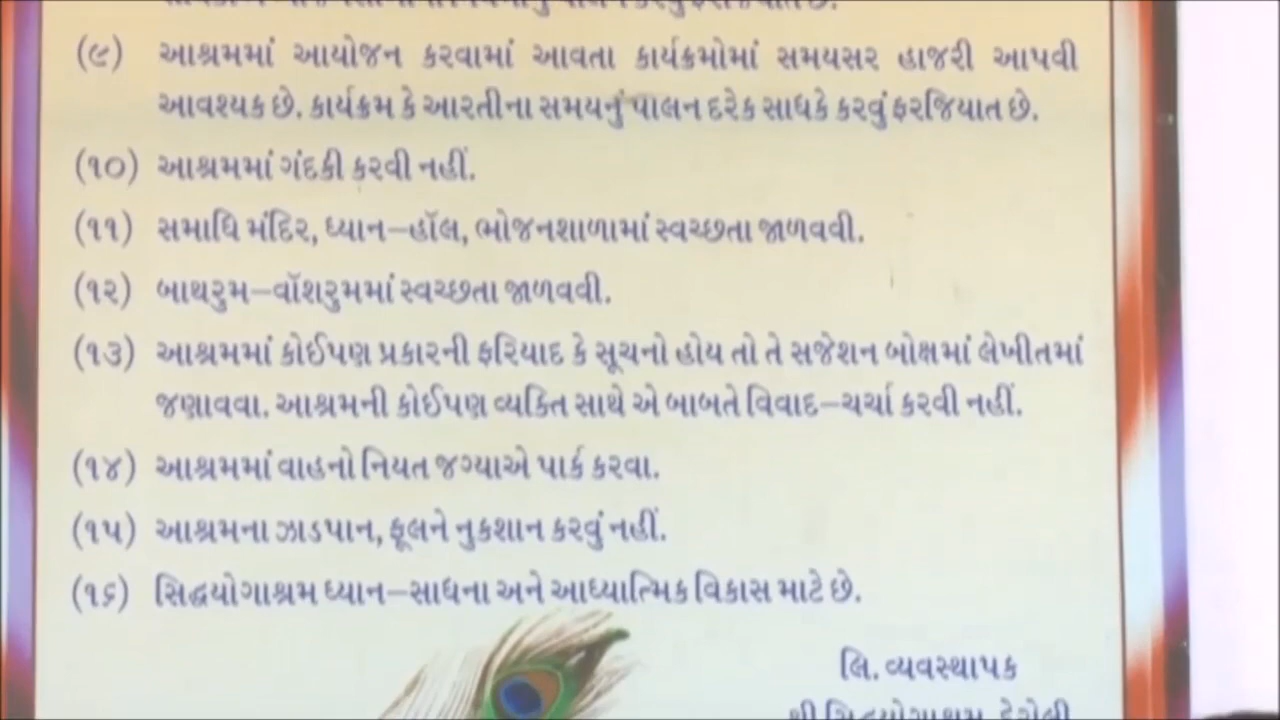 (૯) આશ્રમમાં આયોજન કરવામાં આવતા કાર્યક્રમોમાં સમયસર હાજરી આપવી
આવશ્યક છે. કાર્યક્રમ કે આરતીના સમયનું પાલન દરેક સાધકે કરવું ફરજિયાત છે.
(૧૦) આશ્રમમાં ગંદકી કરવી નહીં.
(૧૧) સમાધિ મંદિર, ધ્યાન–હૉલ, ભોજનશાળામાં સ્વચ્છતા જાળવવી.
(૧૨) બાથરુમ–વૉશરુમમાં સ્વચ્છતા જાળવવી.
(૧૩) આશ્રમમાં કોઈપણ પ્રકારની ફરિયાદ કે સૂચનો હોય તો તે સજેશન બોક્ષમાં લેખીતમાં
જણાવવા. આશ્રમની કોઈપણ વ્યક્તિ સાથે એ બાબતે વિવાદ–ચર્ચા કરવી નહીં.
(૧૪) આશ્રમમાં વાહનો નિયત જગ્યાએ પાર્ક કરવા.
(૧૫) આશ્રમના ઝાડપાન, ફૂલને નુકશાન કરવું નહીં.
(૧૬) સિદ્ધયોગાશ્રમ ધ્યાન–સાધના અને આધ્યાત્મિક વિકાસ માટે છે.
લિ. વ્યવસ્થાપક
શ્રી સિદ્ધયોગાશ્રમ